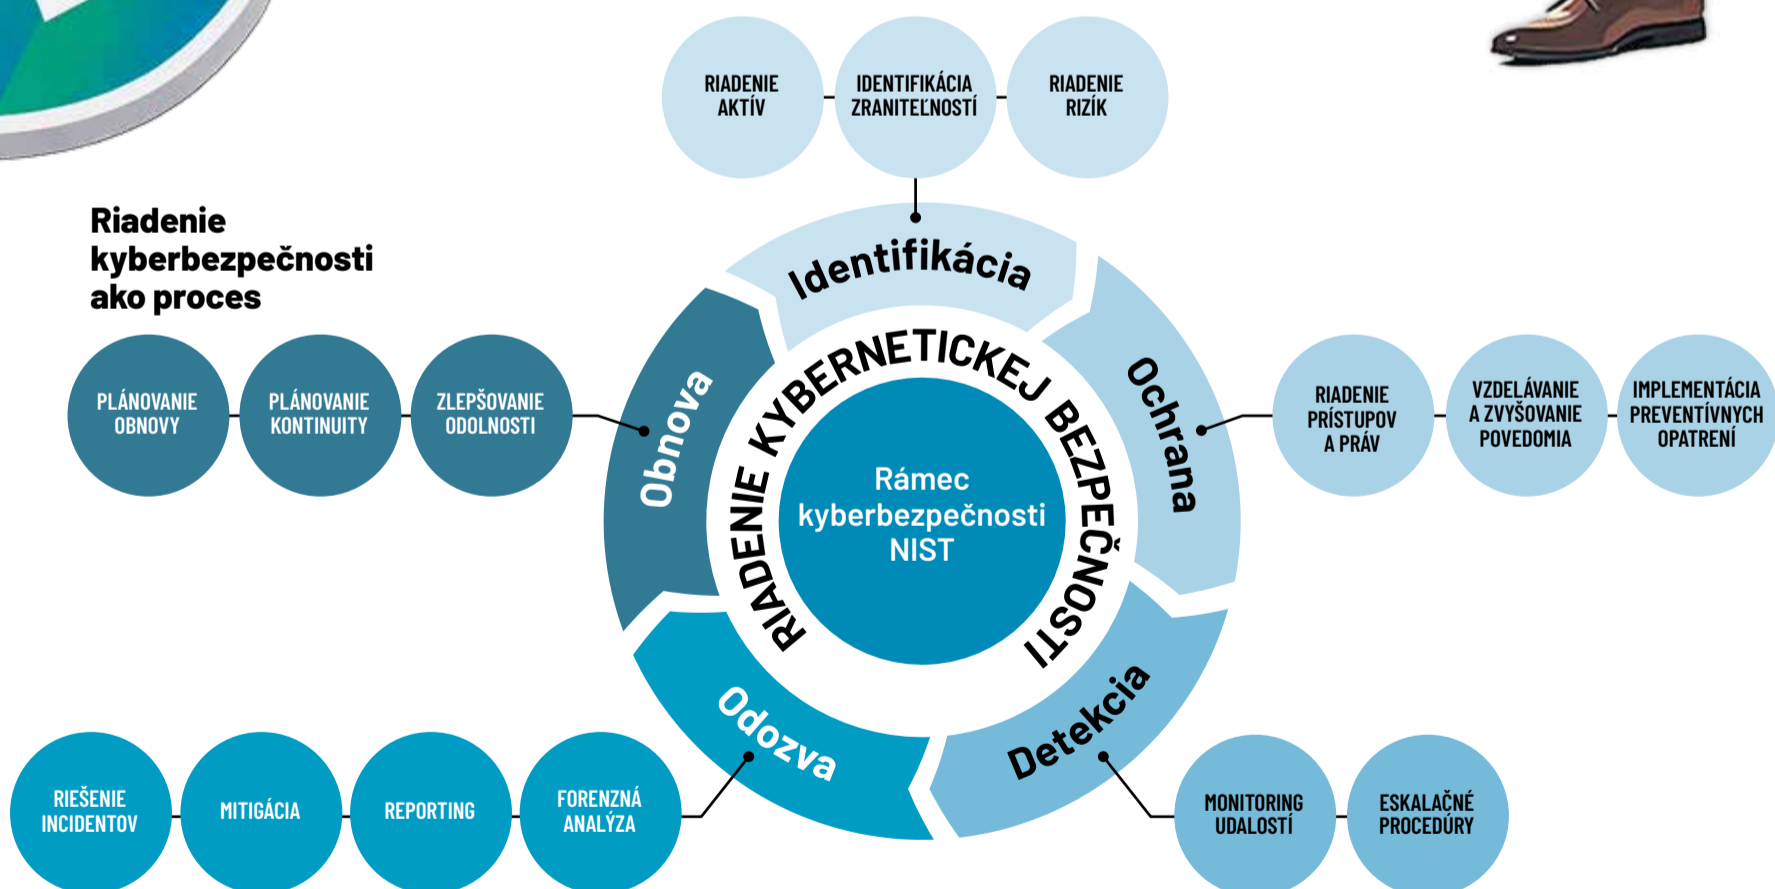 RIADENIE
AKTÍV
IDENTIFIKÁCIA
ZRANITEĽNOSTÍ
RIADENIE
RIZÍK
Riadenie
kyberbezpečnosti
ako proces
Identifikácia
Ochrana
Detekcia
Odozva
Obnova
RIADENIE KYBERNETICKEJ BEZPEČNOSTI
Rámec
kyberbezpečnosti
NIST
PLÁNOVANIE
OBNOVY
PLÁNOVANIE
KONTINUITY
ZLEPŠOVANIE
ODOLNOSTI
RIADENIE
PRÍSTUPOV
A PRÁV
VZDELÁVANIE
A ZVYŠOVANIE
POVEDOMIA
IMPLEMENTÁCIA
PREVENTÍVNYCH
OPATRENÍ
RIEŠENIE
INCIDENTOV
MITIGÁCIA
REPORTING
FORENZNÁ
ANALÝZA
MONITORING
UDALOSTÍ
ESKALAČNÉ
PROCEDÚRY